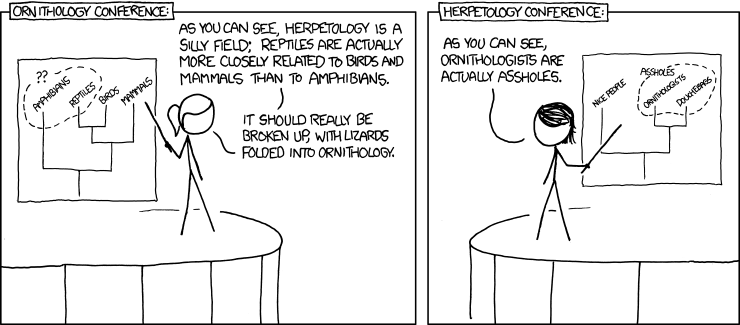 ORNITHOLOGY CONFERENCE:
AS YOU CAN SEE, HERPETOLOGY IS A
SILLY FIELD; REPTILES ARE ACTUALLY
MORE CLOSELY RELATED TO BIRDS AND
MAMMALS THAN TO AMPHIBIANS.
IT SHOULD REALLY BE
BROKEN UP, WITH LIZARDS
FOLDED INTO ORNITHOLOGY.
??
AMPHIBIANS
REPTILES
BIRDS
MAMMALS
HERPETOLOGY CONFERENCE:
AS YOU CAN SEE,
ORNITHOLOGISTS ARE
ACTUALLY ASSHOLES.
NICE PEOPLE
ASSHOLES
ORNITHOLOGISTS
DOUCHEBAGS